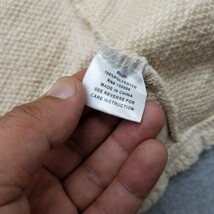 100%POLYESTER
MADE IN CHINA
SEE REVERSE FOR
CARE INSTRUCTION